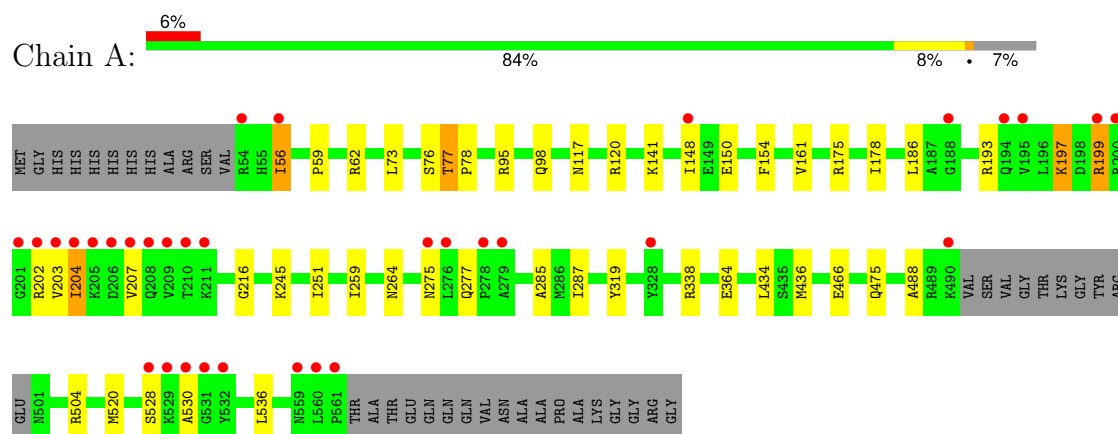 6%
Chain A:
84% 8% • 7%
MET GLY HIS HIS HIS HIS HIS HIS ALA ARG SER VAL R54 H55 I56 P59 R62 L73 S76 T77 P78 R95 Q98 N117 R120 K141 I148 E149 E150 F154 V161 R175 I178 L186 A187 G188 R193 Q194 V195 L196 K197 D198 R199 R200
G201 R202 V203 I204 K205 D206 V207 Q208 V209 T210 K211 G216 K245 I251 I259 N264 N275 L276 Q277 P278 A279 A285 M286 I287 Y319 Y328 R338 E364 L434 S435 M436 E466 Q475 A488 R489 K490 VAL SER VAL GLY THR LYS GLY TYR ARG
GLU N501 R504 M520 S528 K529 A530 G531 Y532 L536 N559 L560 P561 THR ALA THR GLU GLN GLN GLN VAL ASN ALA ALA PRO ALA LYS GLY GLY ARG GLY